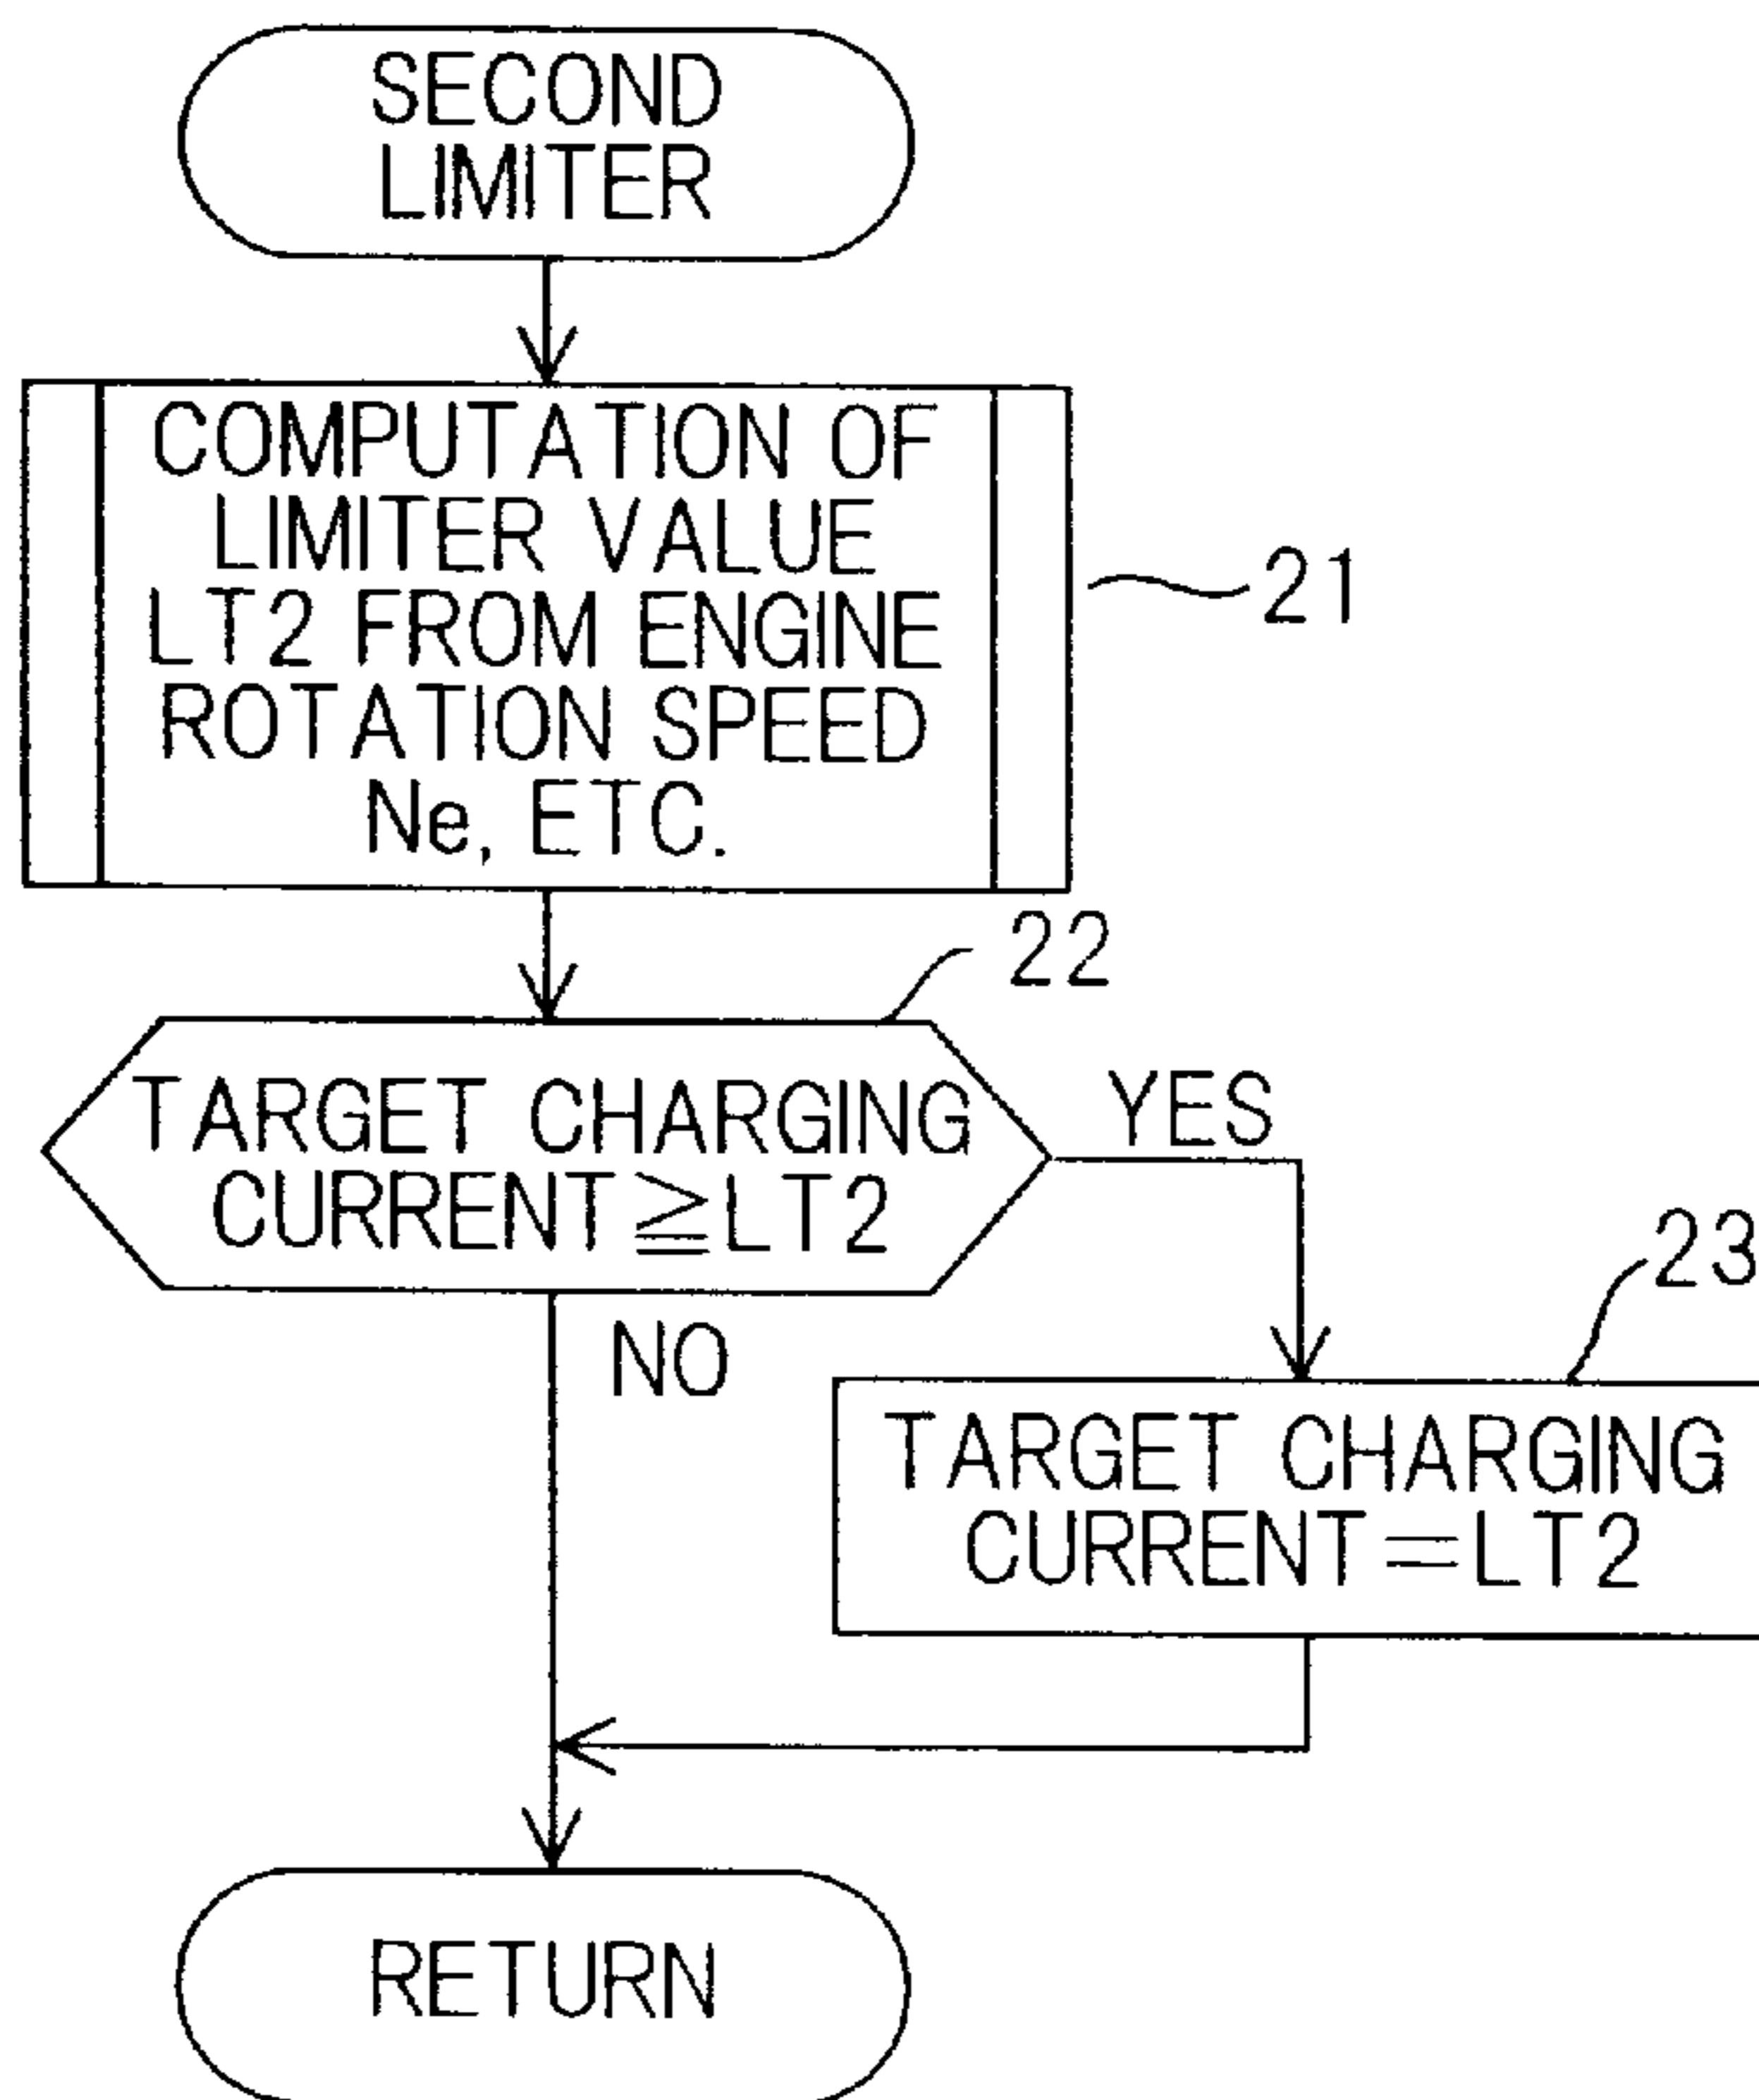 SECOND
LIMITER
COMPUTATION OF
LIMITER VALUE
LT2 FROM ENGINE
ROTATION SPEED
Ne, ETC.
21
22
TARGET CHARGING
CURRENT≧LT2
YES
NO
23
TARGET CHARGING
CURRENT=LT2
RETURN